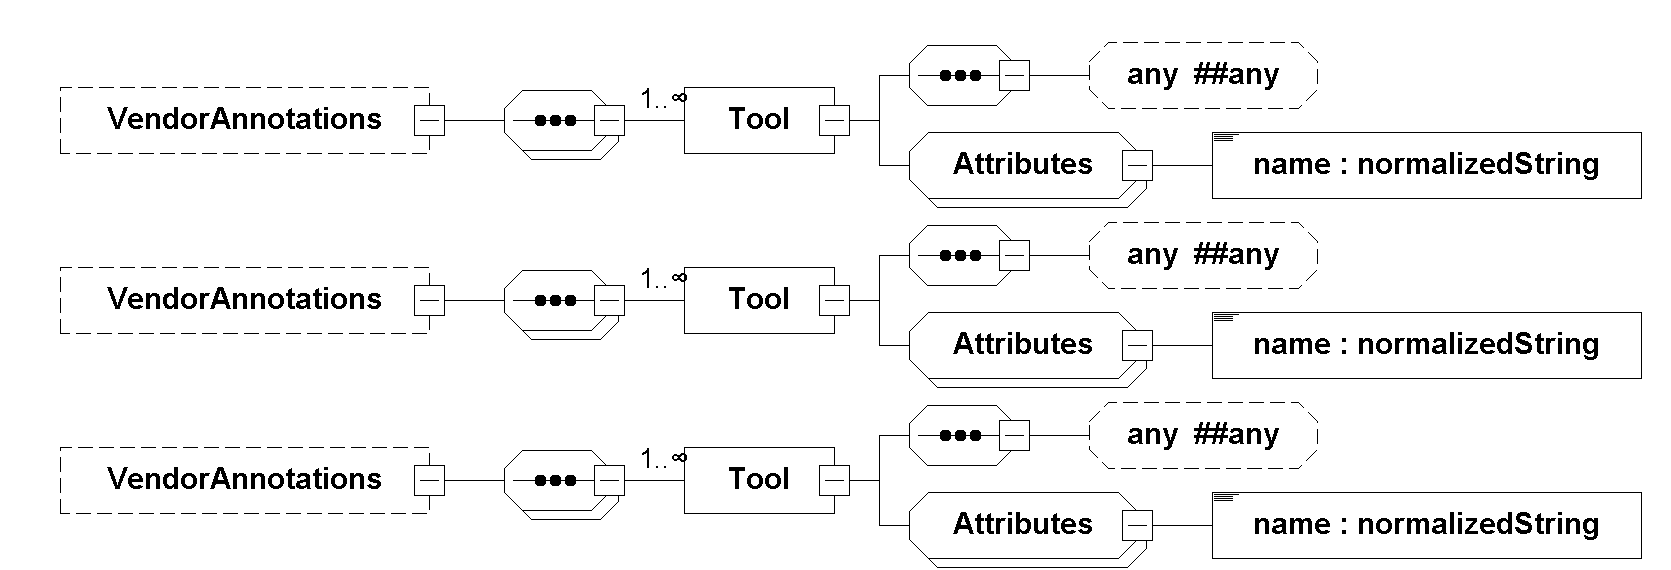 any ##any
1..∞
VendorAnnotations Tool
Attributes name : normalizedString
any ##any
1..∞
VendorAnnotations Tool
Attributes name : normalizedString
any ##any
1..∞
VendorAnnotations Tool
Attributes name : normalizedString